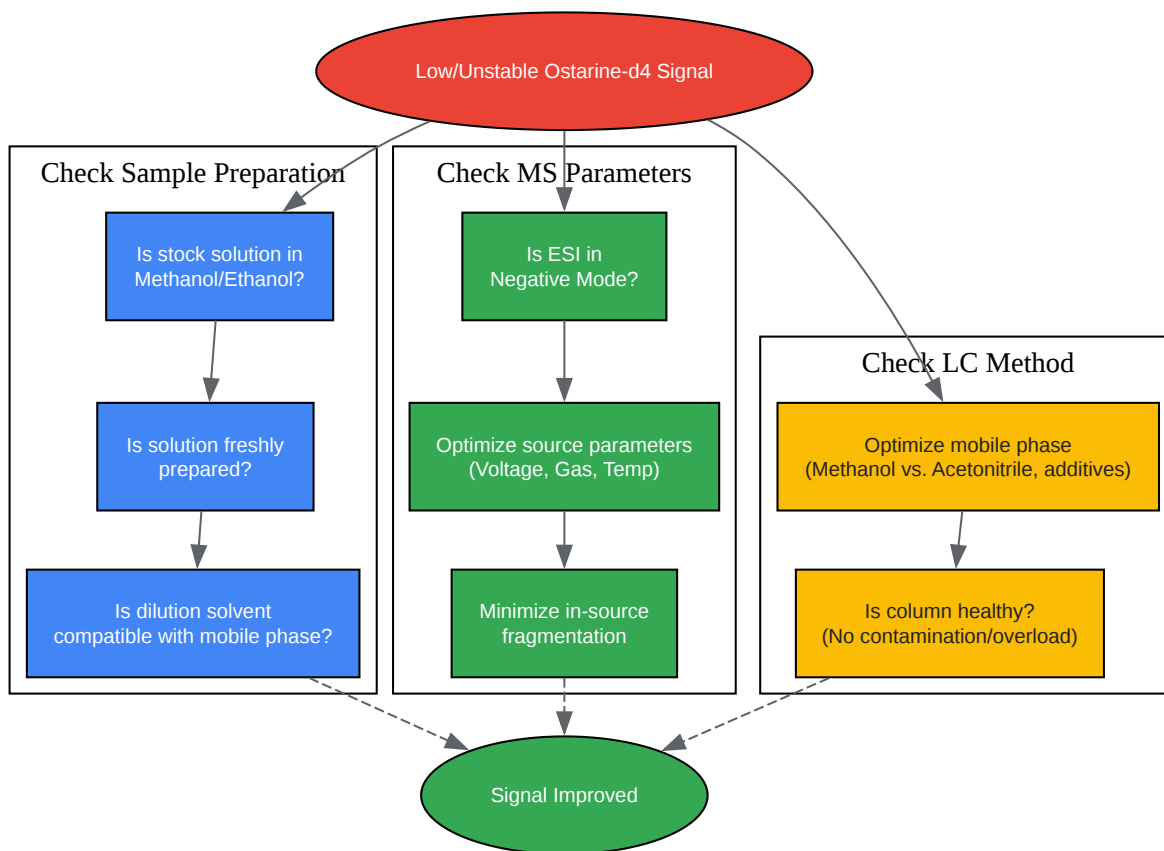 Low/Unstable Ostarine-d4 Signal
Check Sample Preparation
Is stock solution in
Methanol/Ethanol?
Is solution freshly
prepared?
Is dilution solvent
compatible with mobile phase?
Check MS Parameters
Is ESI in
Negative Mode?
Optimize source parameters
(Voltage, Gas, Temp)
Minimize in-source
fragmentation
Check LC Method
Optimize mobile phase
(Methanol vs. Acetonitrile, additives)
Is column healthy?
(No contamination/overload)
Signal Improved